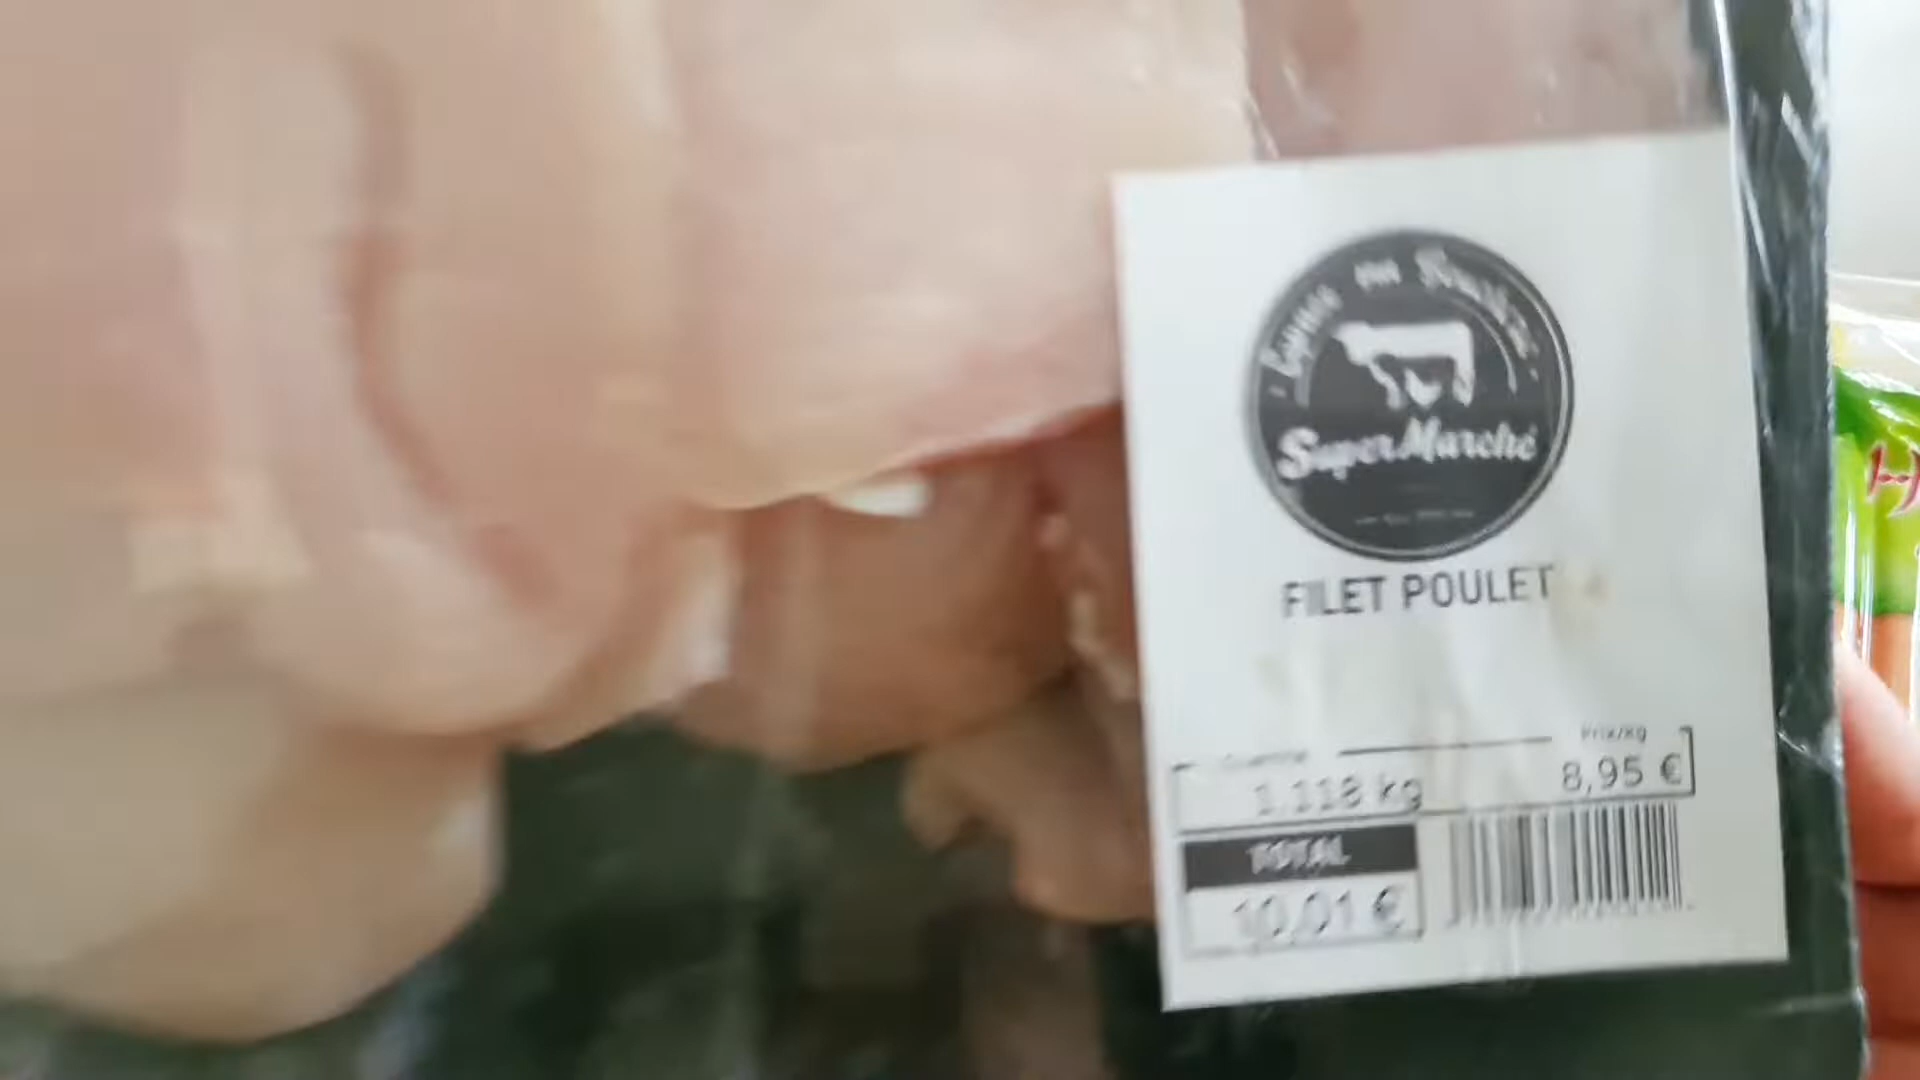 SuperMarché
FILET POULET
Prix/kg
1.118 kg
8,95 €
TOTAL
10,01 €